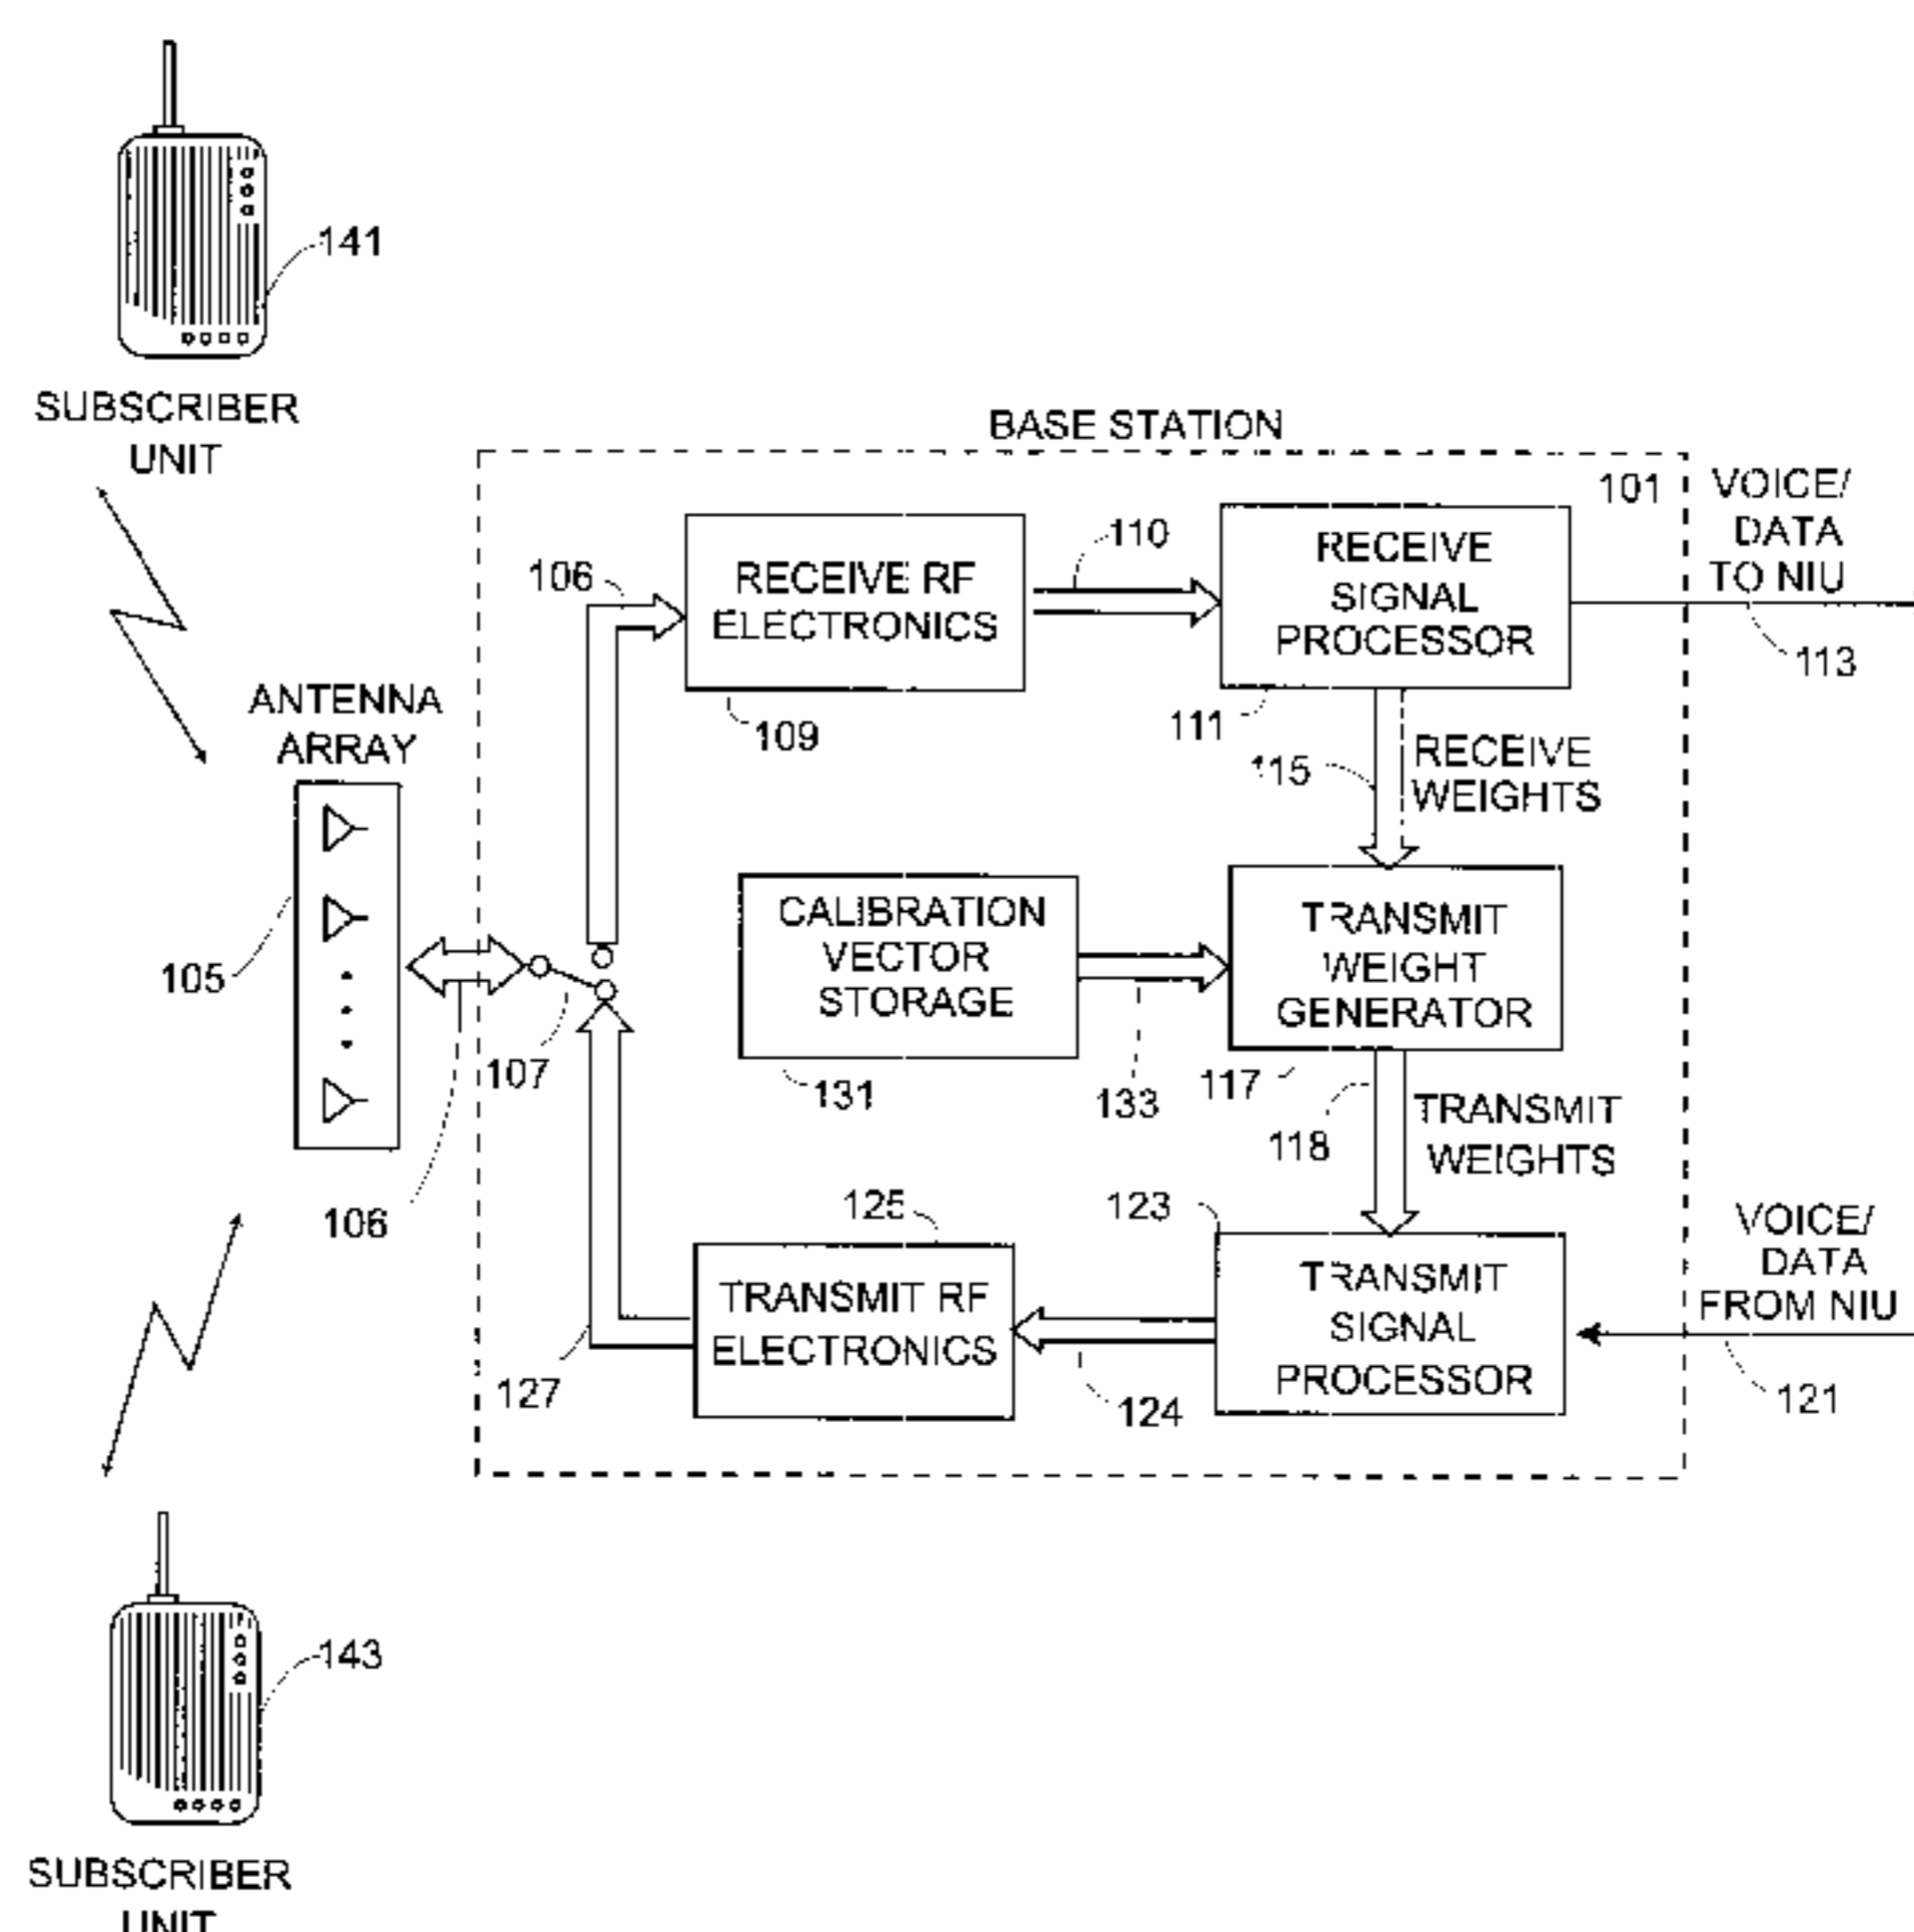 141
SUBSCRIBER
UNIT
BASE STATION
101
VOICE/
DATA
TO NIU
113
106
RECEIVE RF
ELECTRONICS
109
110
RECEIVE
SIGNAL
PROCESSOR
111
115
RECEIVE
WEIGHTS
ANTENNA
ARRAY
105
106
107
CALIBRATION
VECTOR
STORAGE
131
133
TRANSMIT
WEIGHT
GENERATOR
117
118
TRANSMIT
WEIGHTS
125
TRANSMIT RF
ELECTRONICS
127
124
123
TRANSMIT
SIGNAL
PROCESSOR
VOICE/
DATA
FROM NIU
121
143
SUBSCRIBER
UNIT